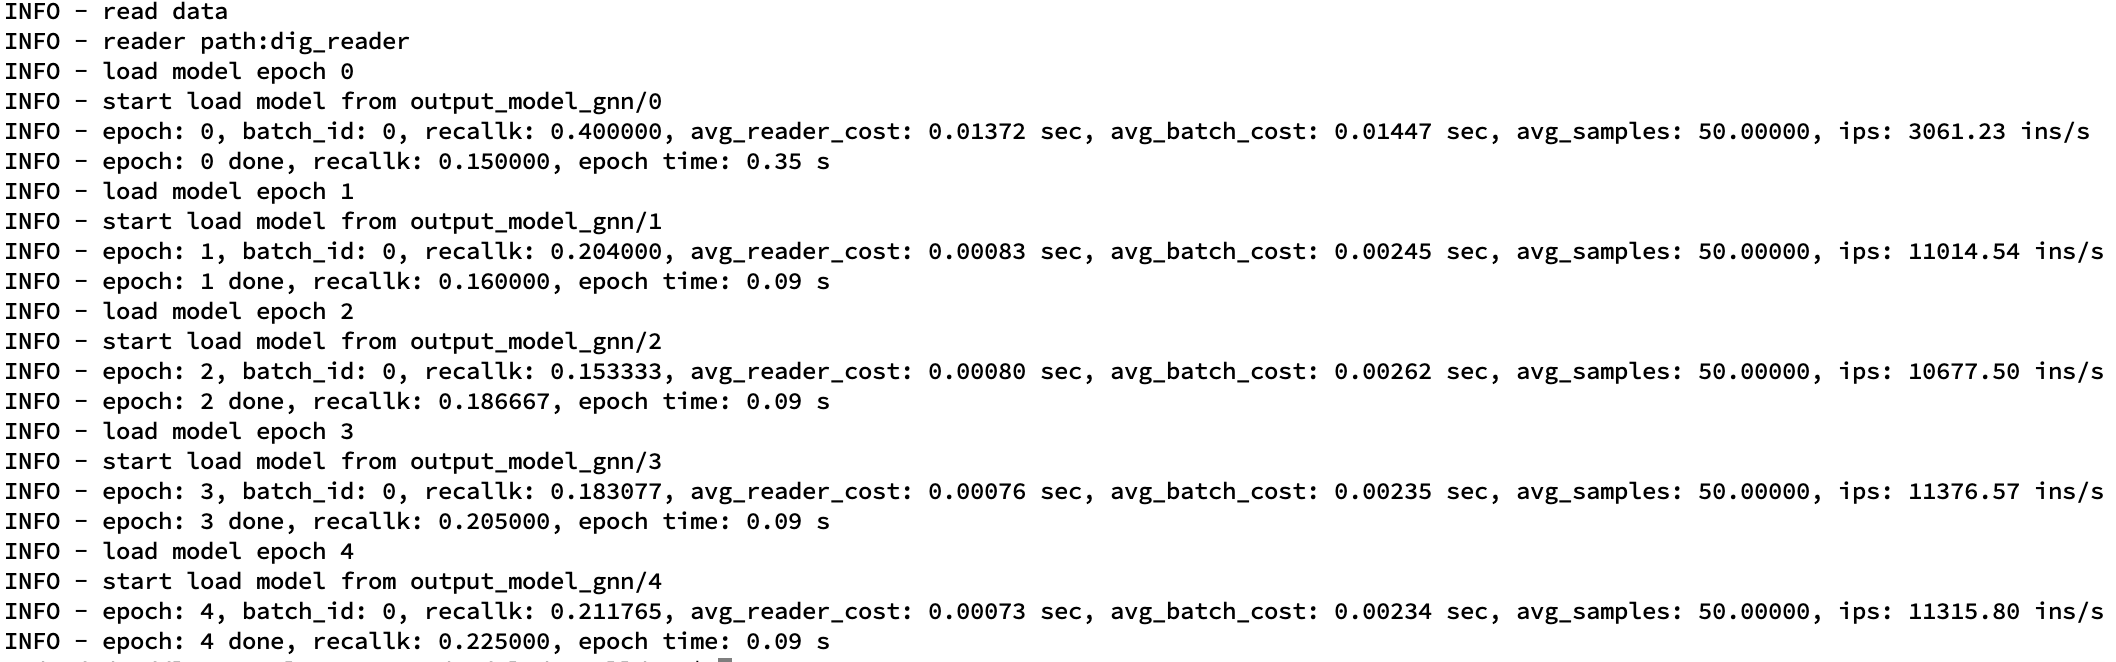 INFO - read data
INFO - reader path:dig_reader
INFO - load model epoch 0
INFO - start load model from output_model_gnn/0
INFO - epoch: 0, batch_id: 0, recallk: 0.400000, avg_reader_cost: 0.01372 sec, avg_batch_cost: 0.01447 sec, avg_samples: 50.00000, ips: 3061.23 ins/s
INFO - epoch: 0 done, recallk: 0.150000, epoch time: 0.35 s
INFO - load model epoch 1
INFO - start load model from output_model_gnn/1
INFO - epoch: 1, batch_id: 0, recallk: 0.204000, avg_reader_cost: 0.00083 sec, avg_batch_cost: 0.00245 sec, avg_samples: 50.00000, ips: 11014.54 ins/s
INFO - epoch: 1 done, recallk: 0.160000, epoch time: 0.09 s
INFO - load model epoch 2
INFO - start load model from output_model_gnn/2
INFO - epoch: 2, batch_id: 0, recallk: 0.153333, avg_reader_cost: 0.00080 sec, avg_batch_cost: 0.00262 sec, avg_samples: 50.00000, ips: 10677.50 ins/s
INFO - epoch: 2 done, recallk: 0.186667, epoch time: 0.09 s
INFO - load model epoch 3
INFO - start load model from output_model_gnn/3
INFO - epoch: 3, batch_id: 0, recallk: 0.183077, avg_reader_cost: 0.00076 sec, avg_batch_cost: 0.00235 sec, avg_samples: 50.00000, ips: 11376.57 ins/s
INFO - epoch: 3 done, recallk: 0.205000, epoch time: 0.09 s
INFO - load model epoch 4
INFO - start load model from output_model_gnn/4
INFO - epoch: 4, batch_id: 0, recallk: 0.211765, avg_reader_cost: 0.00073 sec, avg_batch_cost: 0.00234 sec, avg_samples: 50.00000, ips: 11315.80 ins/s
INFO - epoch: 4 done, recallk: 0.225000, epoch time: 0.09 s